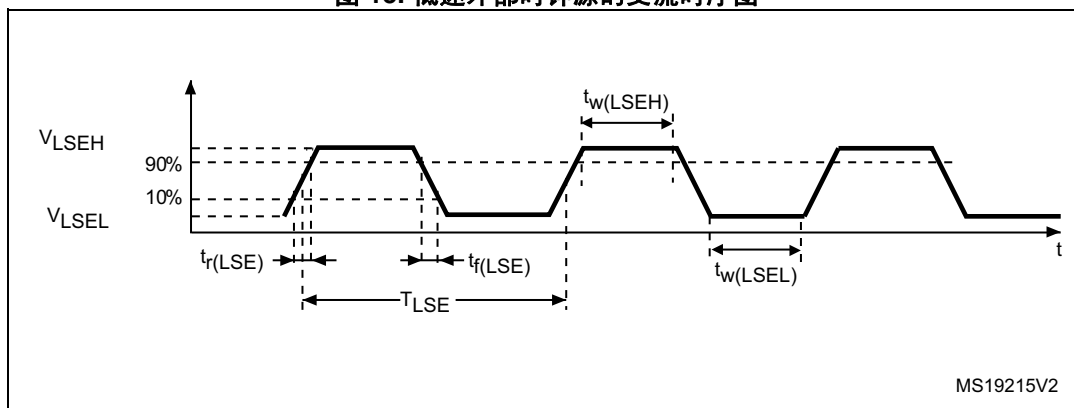 低速外部时钟源的交流时序图
tw(LSEH)
VLSEH
90%
10%
VLSEL
tr(LSE)
tf(LSE)
tw(LSEL)
t
TLSE
MS19215V2